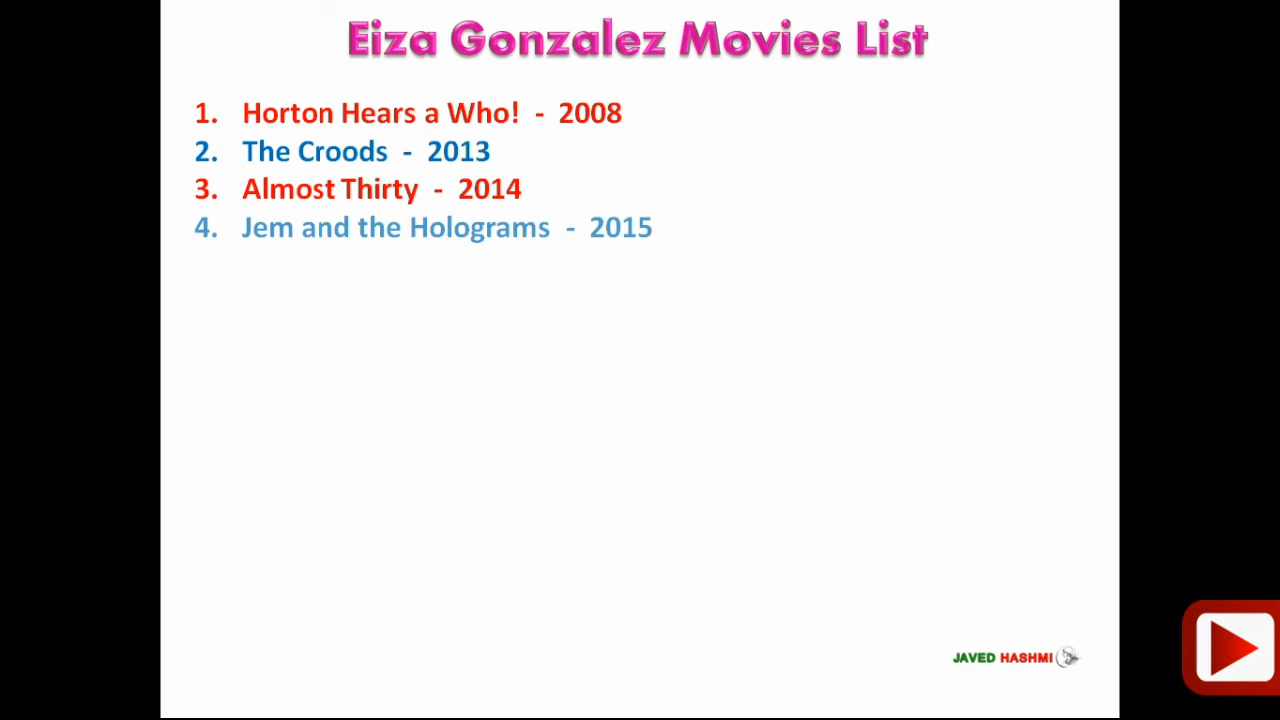 Eiza Gonzalez Movies List
1. Horton Hears a Who! - 2008
2. The Croods - 2013
3. Almost Thirty - 2014
4. Jem and the Holograms - 2015
JAVED HASHMI